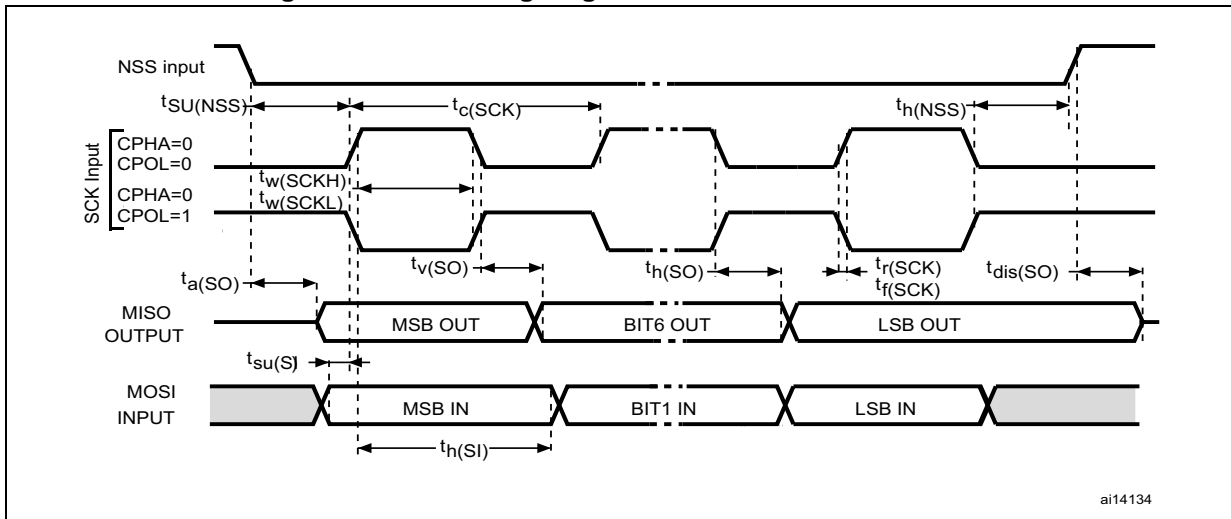 NSS input
tSU(NSS)
tc(SCK)
th(NSS)
SCK Input
CPHA=0
CPOL=0
CPHA=0
CPOL=1
tw(SCKH)
tw(SCKL)
ta(SO)
tv(SO)
th(SO)
tr(SCK)
tf(SCK)
tdis(SO)
MISO
OUTPUT
MSB OUT
BIT6 OUT
LSB OUT
tsu(S)
MOSI
INPUT
MSB IN
BIT1 IN
LSB IN
th(SI)
ai14134